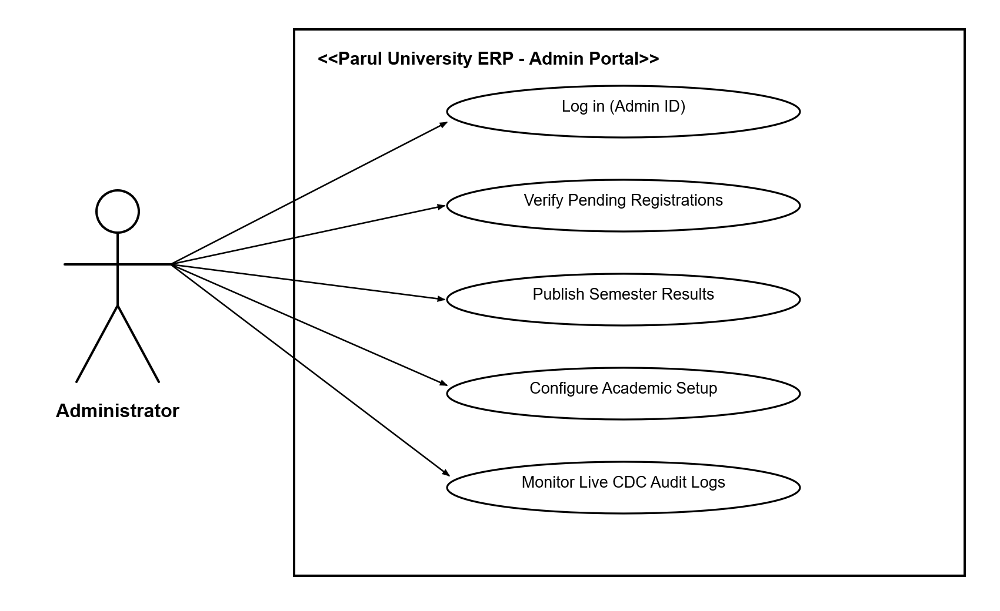 <<Parul University ERP - Admin Portal>>
Log in (Admin ID)
Verify Pending Registrations
Publish Semester Results
Configure Academic Setup
Administrator
Monitor Live CDC Audit Logs